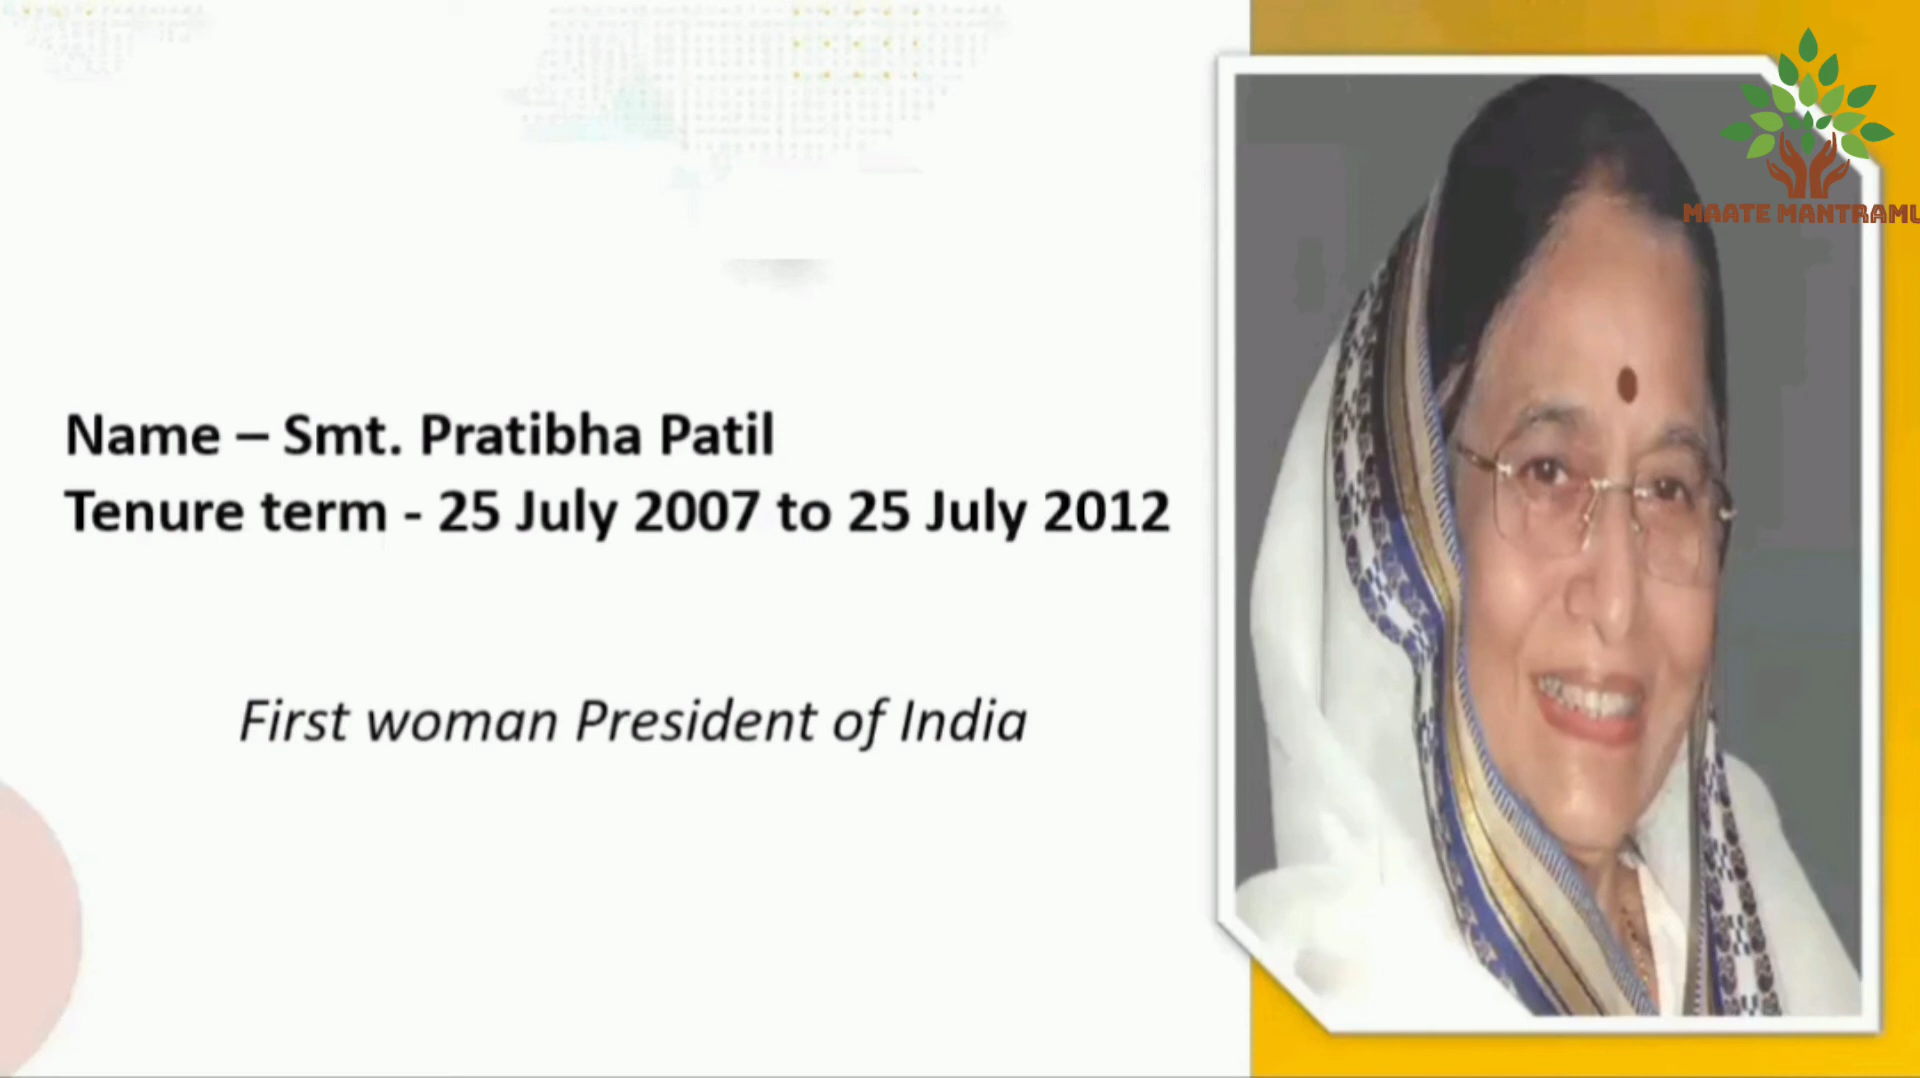 MAATE MANTRAMU
Name – Smt. Pratibha Patil
Tenure term - 25 July 2007 to 25 July 2012
First woman President of India